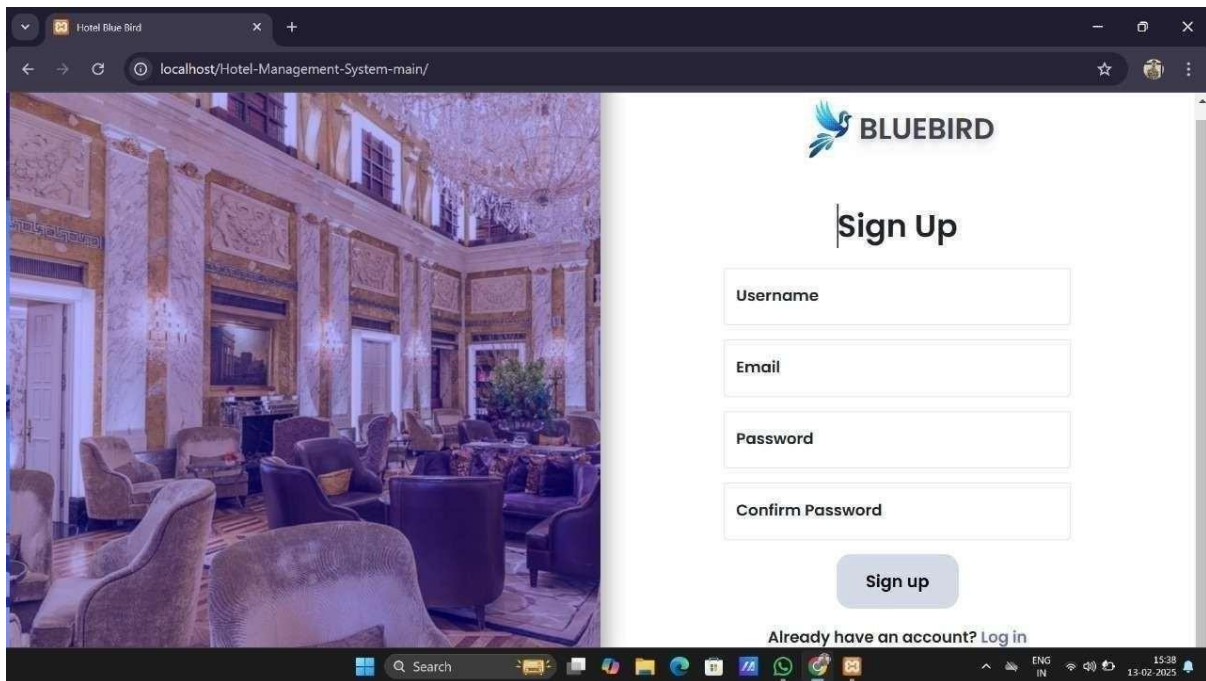 Hotel Blue Bird
localhost/Hotel-Management-System-main/
BLUEBIRD
Sign Up
Username
Email
Password
Confirm Password
Sign up
Already have an account? Log in
Search
ENG
IN
15:38
13-02-2025